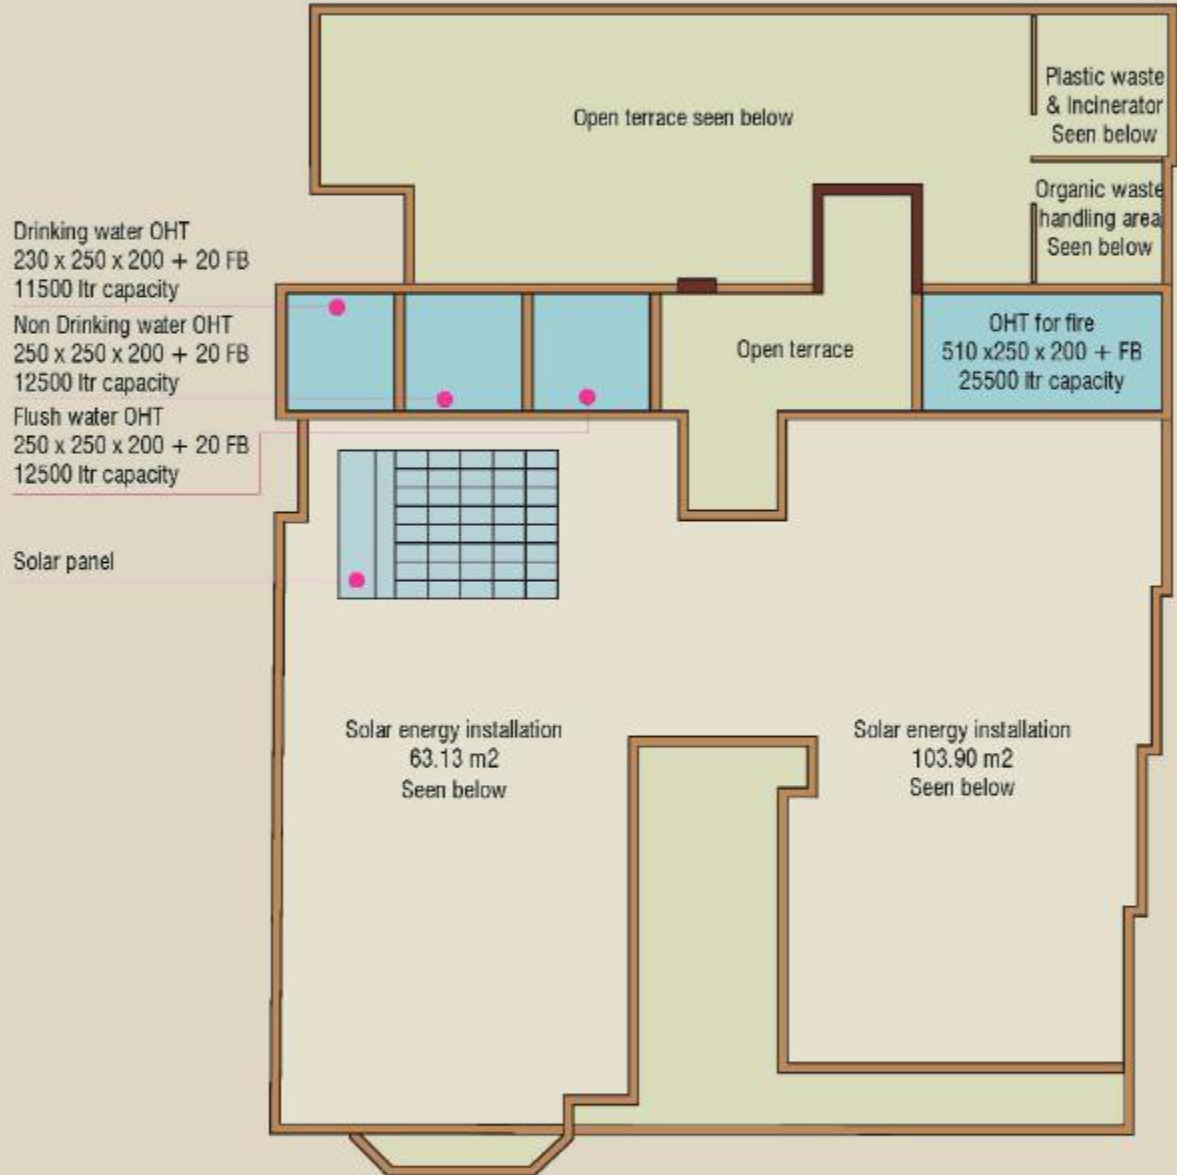 Open terrace seen below
Plastic waste
& Incinerator
Seen below
Organic waste
handling area
Seen below
Drinking water OHT
230 x 250 x 200 + 20 FB
11500 ltr capacity
Non Drinking water OHT
250 x 250 x 200 + 20 FB
12500 ltr capacity
Flush water OHT
250 x 250 x 200 + 20 FB
12500 ltr capacity
Open terrace
OHT for fire
510 x250 x 200 + FB
25500 ltr capacity
Solar panel
Solar energy installation
63.13 m2
Seen below
Solar energy installation
103.90 m2
Seen below